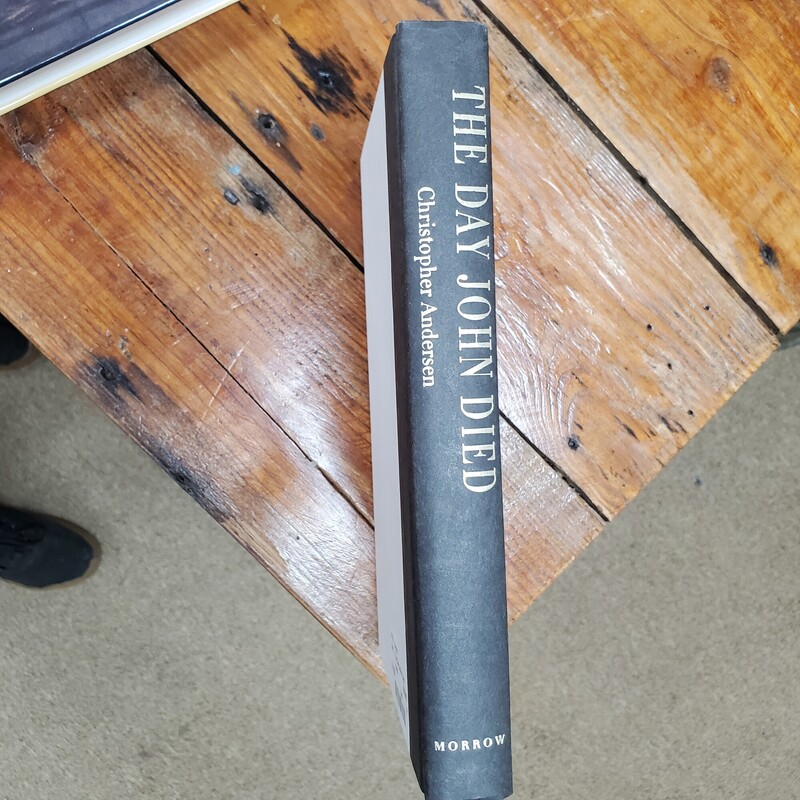 THE DAY JOHN DIED
Christopher Andersen
MORROW